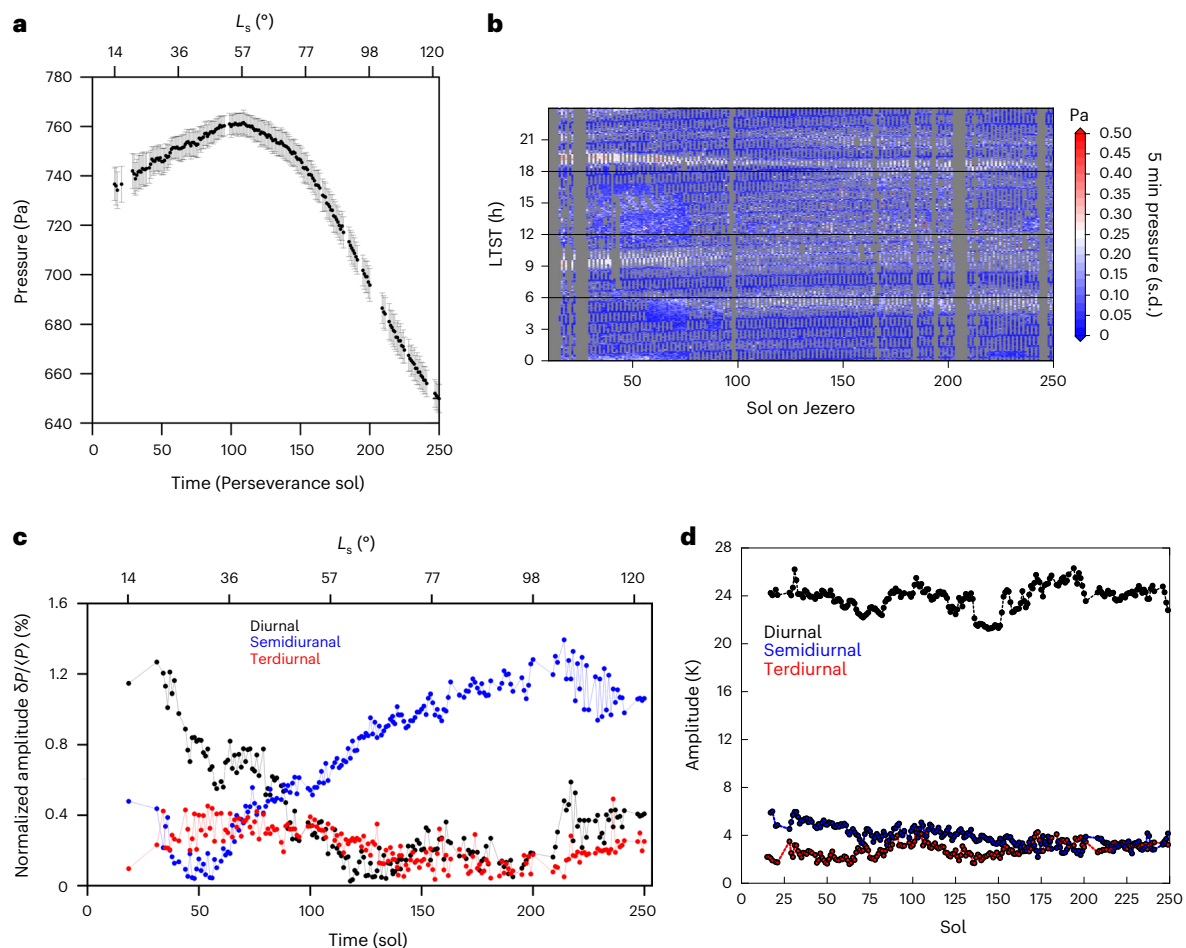 a
Ls (°)
14 36 57 77 98 120
780
760
740
720
700
680
660
640
Pressure (Pa)
0 50 100 150 200 250
Time (Perseverance sol)
b
21
18
15
12
9
6
3
0
LTST (h)
50 100 150 200 250
Sol on Jezero
Pa
0.50
0.45
0.40
0.35
0.30
0.25
0.20
0.15
0.10
0.05
0
5 min pressure (s.d.)
c
Ls (°)
14 36 57 77 98 120
1.6
1.2
0.8
0.4
0
Normalized amplitude δP/⟨P⟩ (%)
Diurnal
Semidiuranal
Terdiurnal
0 50 100 150 200 250
Time (sol)
d
28
24
20
16
12
8
4
0
Amplitude (K)
Diurnal
Semidiurnal
Terdiurnal
0 25 50 75 100 125 150 175 200 225 250
Sol